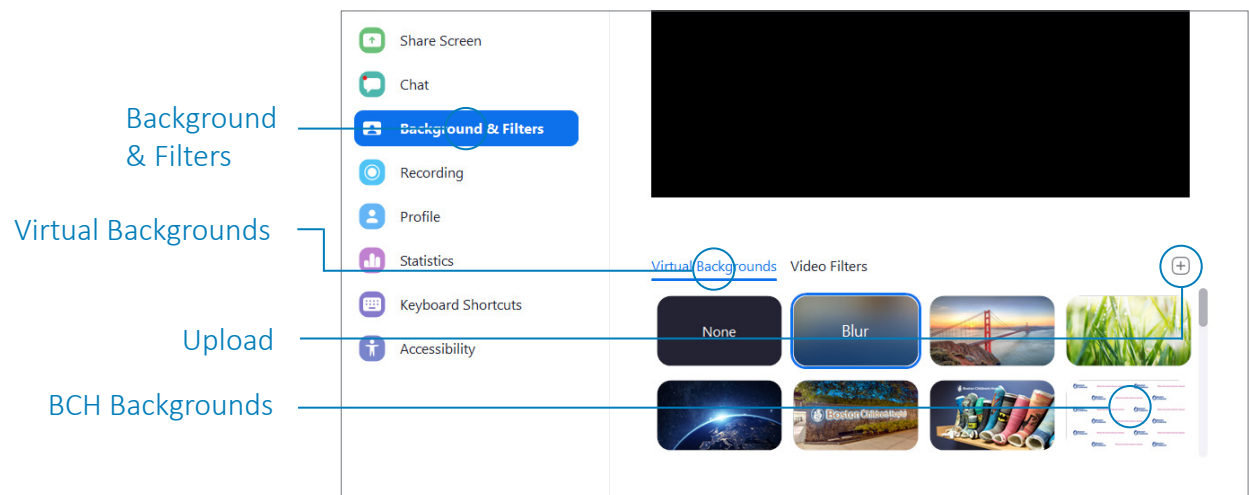 Share Screen
Chat
Background
& Filters
Background & Filters
Recording
Profile
Virtual Backgrounds
Statistics
Virtual Backgrounds Video Filters
Keyboard Shortcuts
None
Blur
Upload
Accessibility
BCH Backgrounds
Boston Children's Hospital